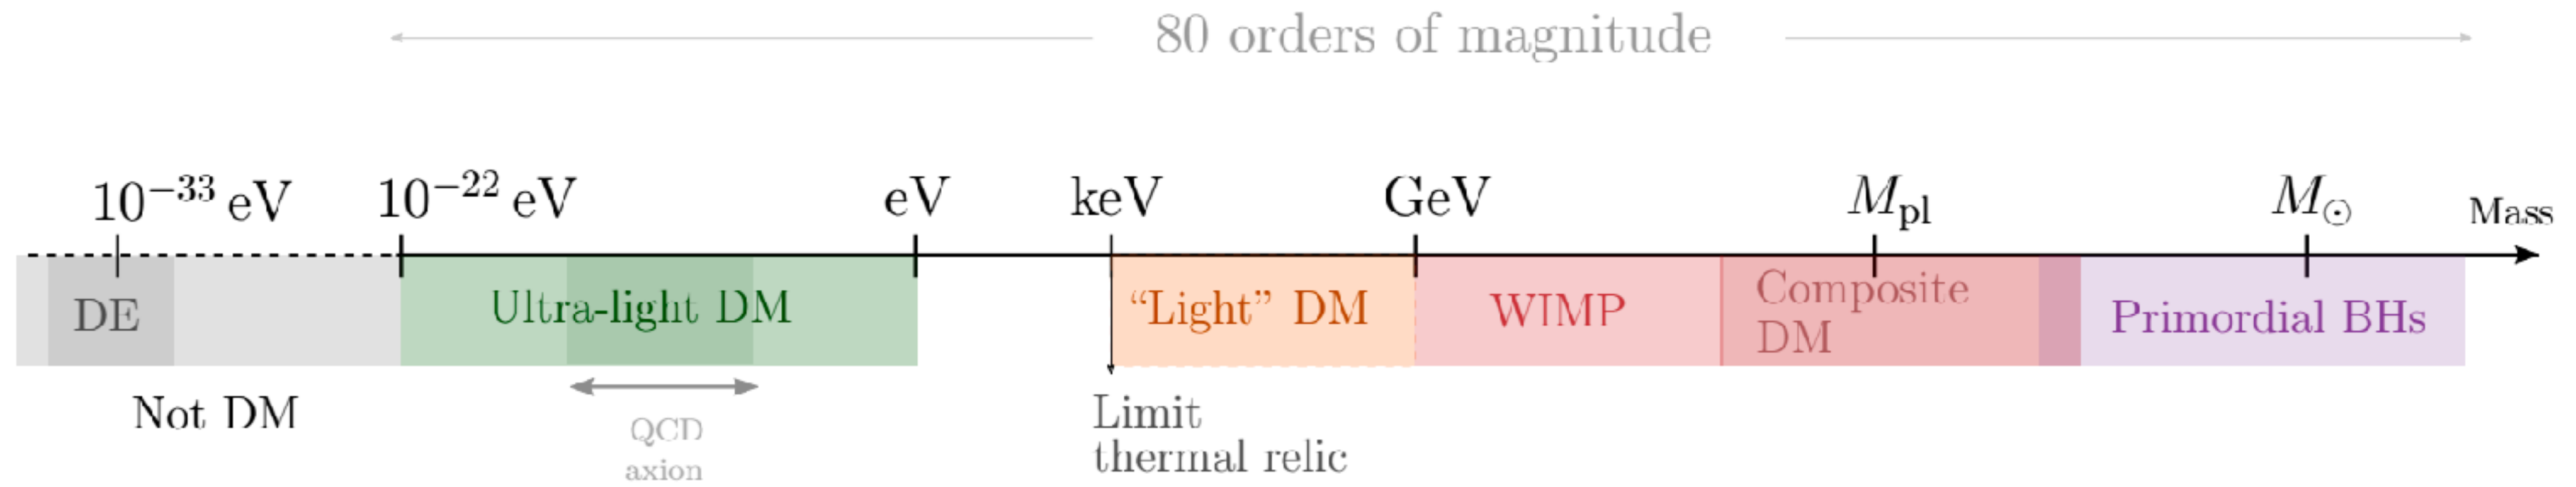 80 orders of magnitude
10⁻³³ eV
10⁻²² eV
eV
keV
GeV
M_pl
M_⊙
Mass
DE
Ultra-light DM
“Light” DM
WIMP
Composite
DM
Primordial BHs
Not DM
QCD
axion
Limit
thermal relic